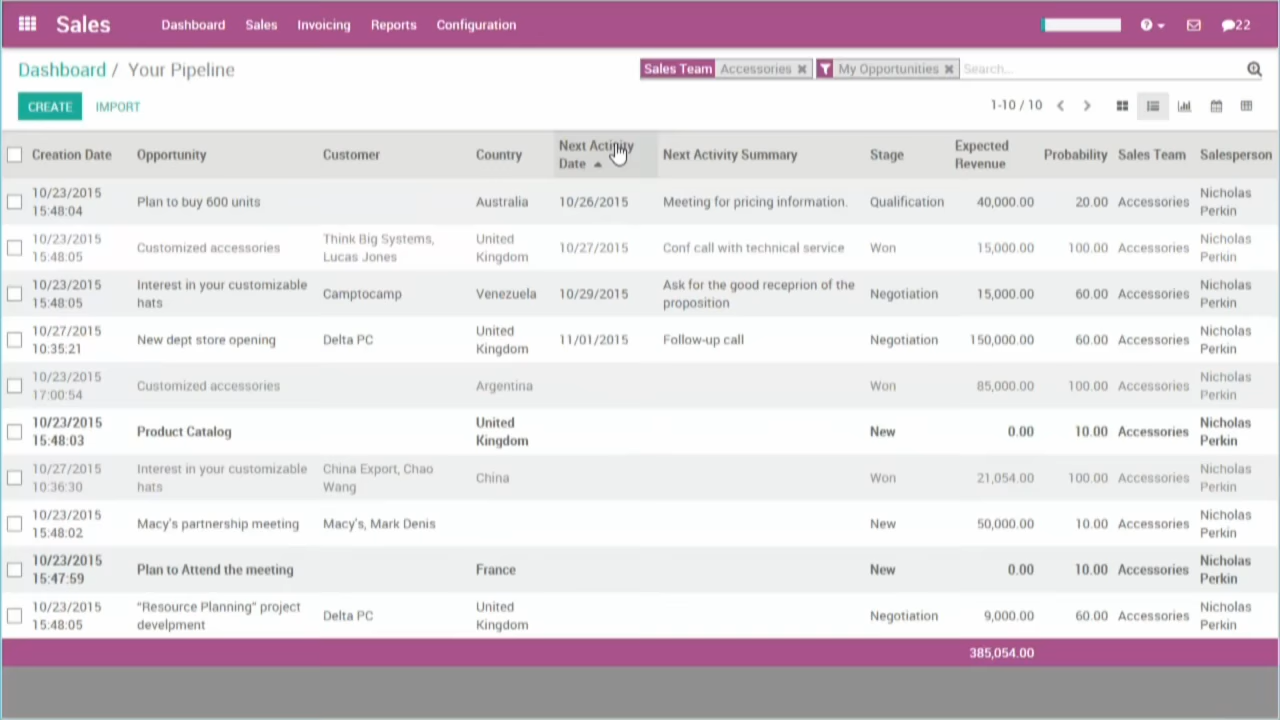 Sales Dashboard Sales Invoicing Reports Configuration 22
Dashboard / Your Pipeline Sales Team Accessories My Opportunities Search...
CREATE IMPORT 1-10 / 10
Creation Date Opportunity Customer Country Next Activity Date Next Activity Summary Stage Expected Revenue Probability Sales Team Salesperson
10/23/2015 15:48:04 Plan to buy 600 units Australia 10/26/2015 Meeting for pricing information. Qualification 40,000.00 20.00 Accessories Nicholas Perkin
10/23/2015 15:48:05 Customized accessories Think Big Systems, Lucas Jones United Kingdom 10/27/2015 Conf call with technical service Won 15,000.00 100.00 Accessories Nicholas Perkin
10/23/2015 15:48:05 Interest in your customizable hats Camptocamp Venezuela 10/29/2015 Ask for the good receprion of the proposition Negotiation 15,000.00 60.00 Accessories Nicholas Perkin
10/27/2015 10:35:21 New dept store opening Delta PC United Kingdom 11/01/2015 Follow-up call Negotiation 150,000.00 60.00 Accessories Nicholas Perkin
10/23/2015 17:00:54 Customized accessories Argentina Won 85,000.00 100.00 Accessories Nicholas Perkin
10/23/2015 15:48:03 Product Catalog United Kingdom New 0.00 10.00 Accessories Nicholas Perkin
10/27/2015 10:36:30 Interest in your customizable hats China Export, Chao Wang China Won 21,054.00 100.00 Accessories Nicholas Perkin
10/23/2015 15:48:02 Macy's partnership meeting Macy's, Mark Denis New 50,000.00 10.00 Accessories Nicholas Perkin
10/23/2015 15:47:59 Plan to Attend the meeting France New 0.00 10.00 Accessories Nicholas Perkin
10/23/2015 15:48:05 "Resource Planning" project develpment Delta PC United Kingdom Negotiation 9,000.00 60.00 Accessories Nicholas Perkin
385,054.00